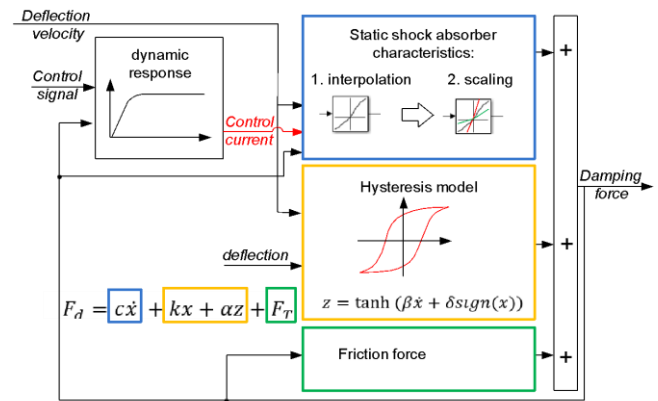 Deflection
velocity
Control
signal
dynamic
response
Control
current
Static shock absorber
characteristics:
1. interpolation
2. scaling
+
Damping
force
Hysteresis model
deflection
z = tanh (βẋ + δsıgn(x))
+
F_d = cẋ + kx + αz + F_T
Friction force
+